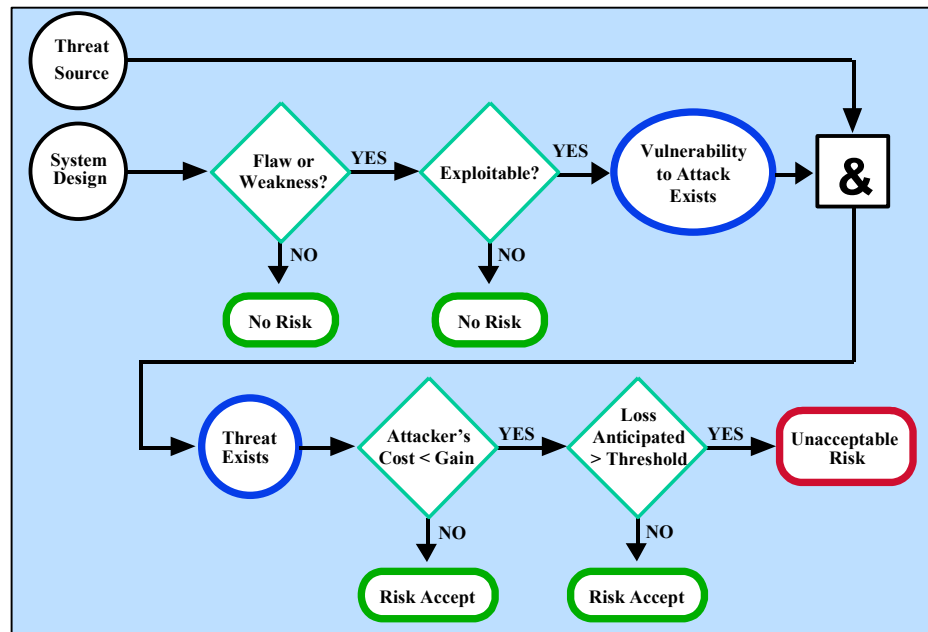 Threat
Source
System
Design
Flaw or
Weakness?
YES
Exploitable?
YES
Vulnerability
to Attack
Exists
&
NO
No Risk
NO
No Risk
Threat
Exists
Attacker's
Cost < Gain
YES
Loss
Anticipated
> Threshold
YES
Unacceptable
Risk
NO
Risk Accept
NO
Risk Accept